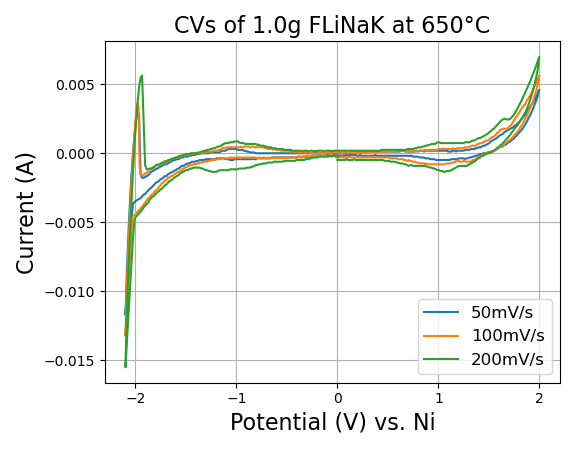 CVs of 1.0g FLiNaK at 650°C
Current (A)
0.005
0.000
−0.005
−0.010
−0.015
50mV/s
100mV/s
200mV/s
−2 −1 0 1 2
Potential (V) vs. Ni